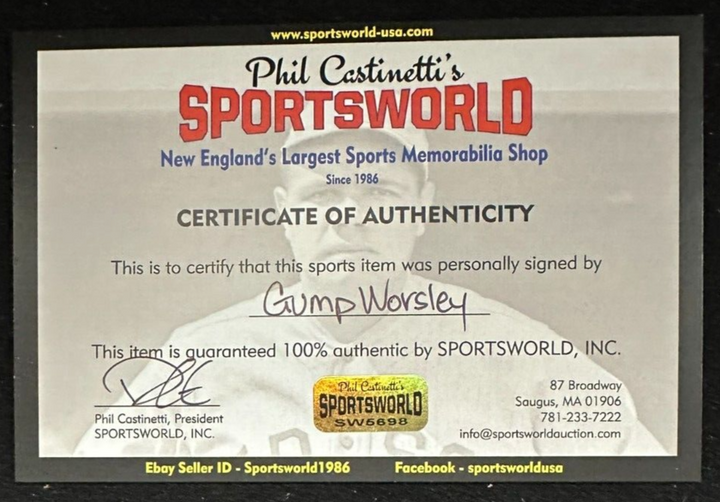 www.sportsworld-usa.com
Phil Castinetti's
SPORTSWORLD
New England's Largest Sports Memorabilia Shop
Since 1986
CERTIFICATE OF AUTHENTICITY
This is to certify that this sports item was personally signed by
Gump Worsley
This item is guaranteed 100% authentic by SPORTSWORLD, INC.
Phil Castinetti, President
SPORTSWORLD, INC.
Phil Castinetti's
SPORTSWORLD
SW5698
87 Broadway
Saugus, MA 01906
781-233-7222
info@sportsworldauction.com
Ebay Seller ID - Sportsworld1986 Facebook - sportsworldusa